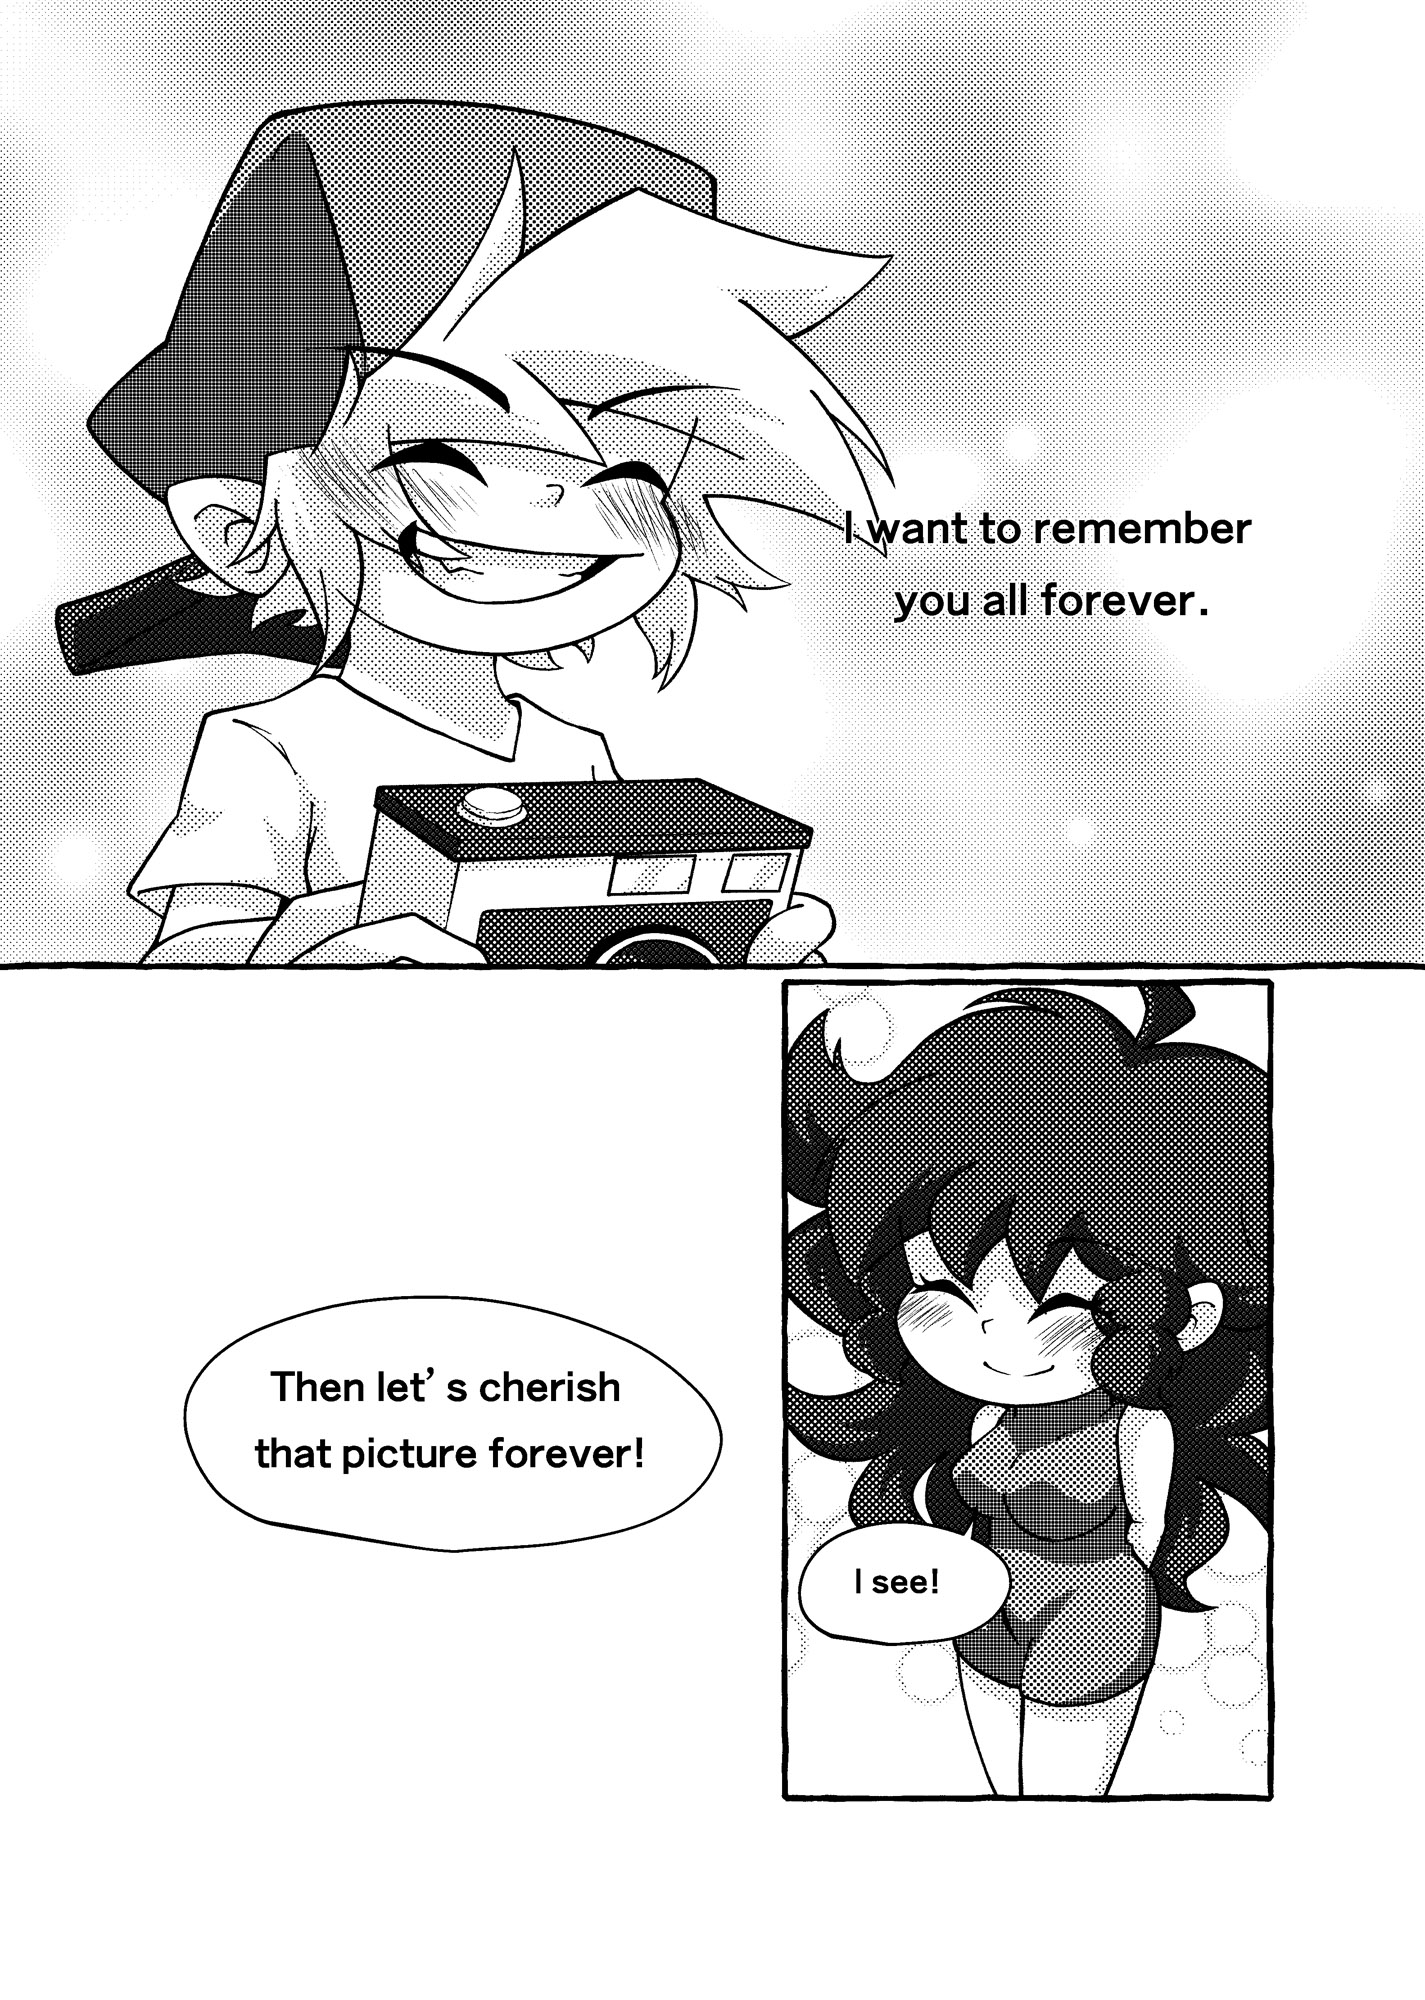 I want to remember
you all forever.
I see!
Then let’s cherish
that picture forever!